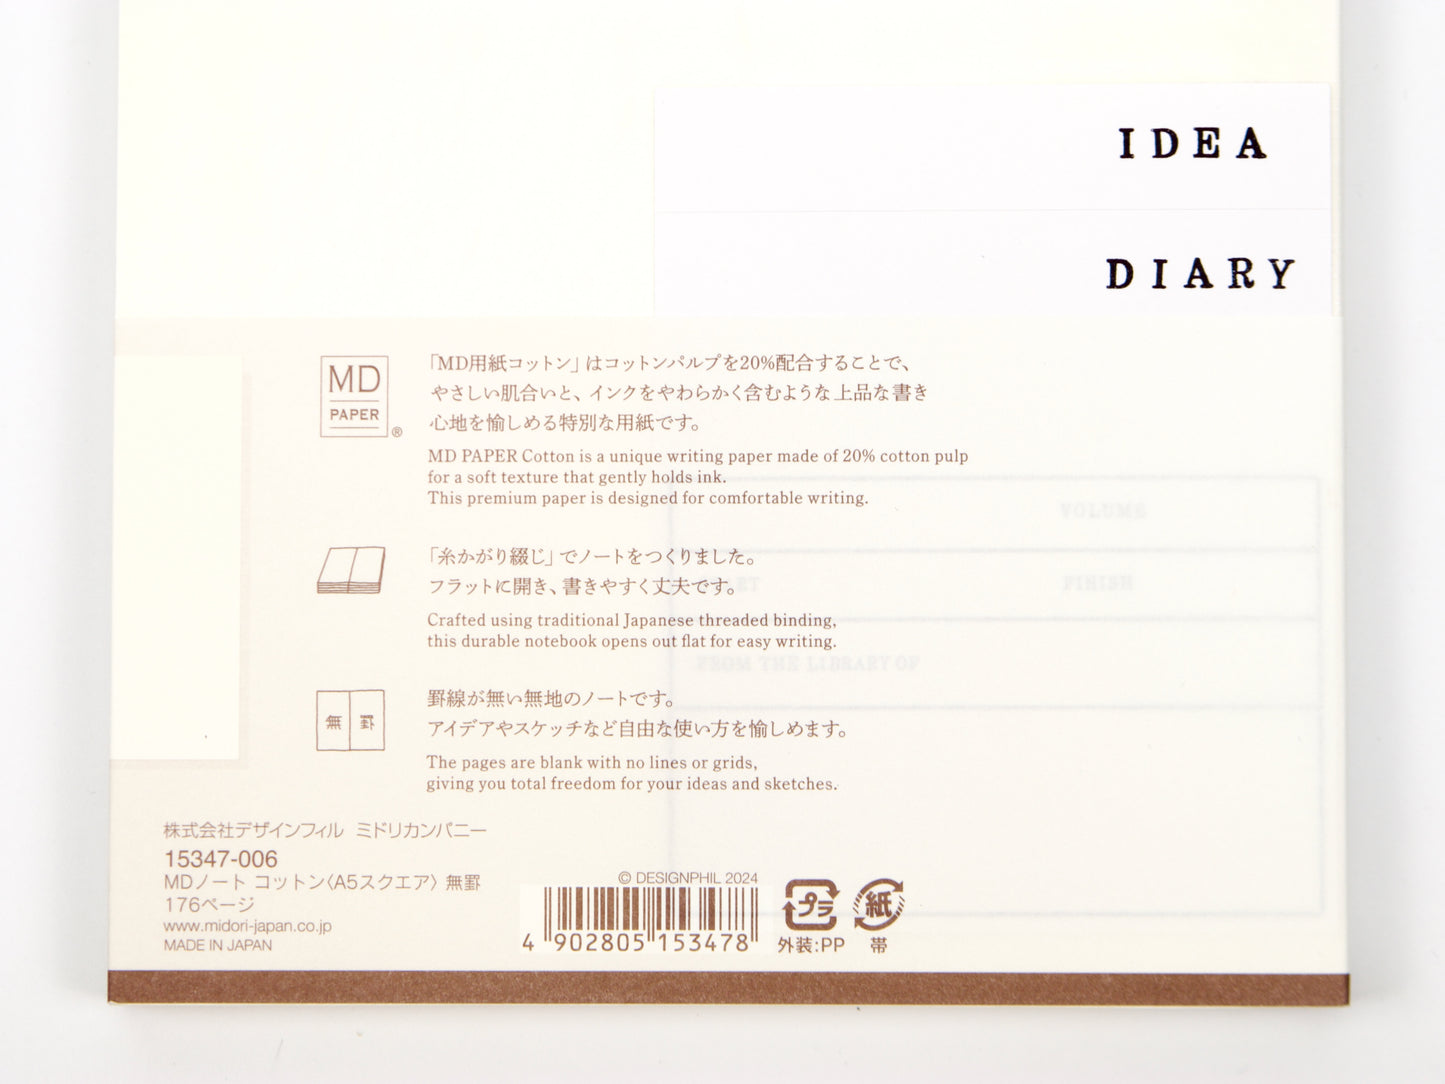 IDEA
DIARY
MD
PAPER
®
「MD用紙コットン」はコットンパルプを20%配合することで、
やさしい肌合いと、インクをやわらかく含むような上品な書き
心地を愉しめる特別な用紙です。
MD PAPER Cotton is a unique writing paper made of 20% cotton pulp
for a soft texture that gently holds ink.
This premium paper is designed for comfortable writing.
VOLUME
「糸かがり綴じ」でノートをつくりました。
フラットに開き、書きやすく丈夫です。
FINISH
Crafted using traditional Japanese threaded binding,
this durable notebook opens out flat for easy writing.
FROM THE LIBRARY OF
無 罫
罫線が無い無地のノートです。
アイデアやスケッチなど自由な使い方を愉しめます。
The pages are blank with no lines or grids,
giving you total freedom for your ideas and sketches.
株式会社デザインフィル ミドリカンパニー
15347-006
MDノート コットン〈A5スクエア〉 無罫
176ページ
www.midori-japan.co.jp
MADE IN JAPAN
© DESIGNPHIL 2024
4 902805 153478
プラ
外装:PP
紙
帯